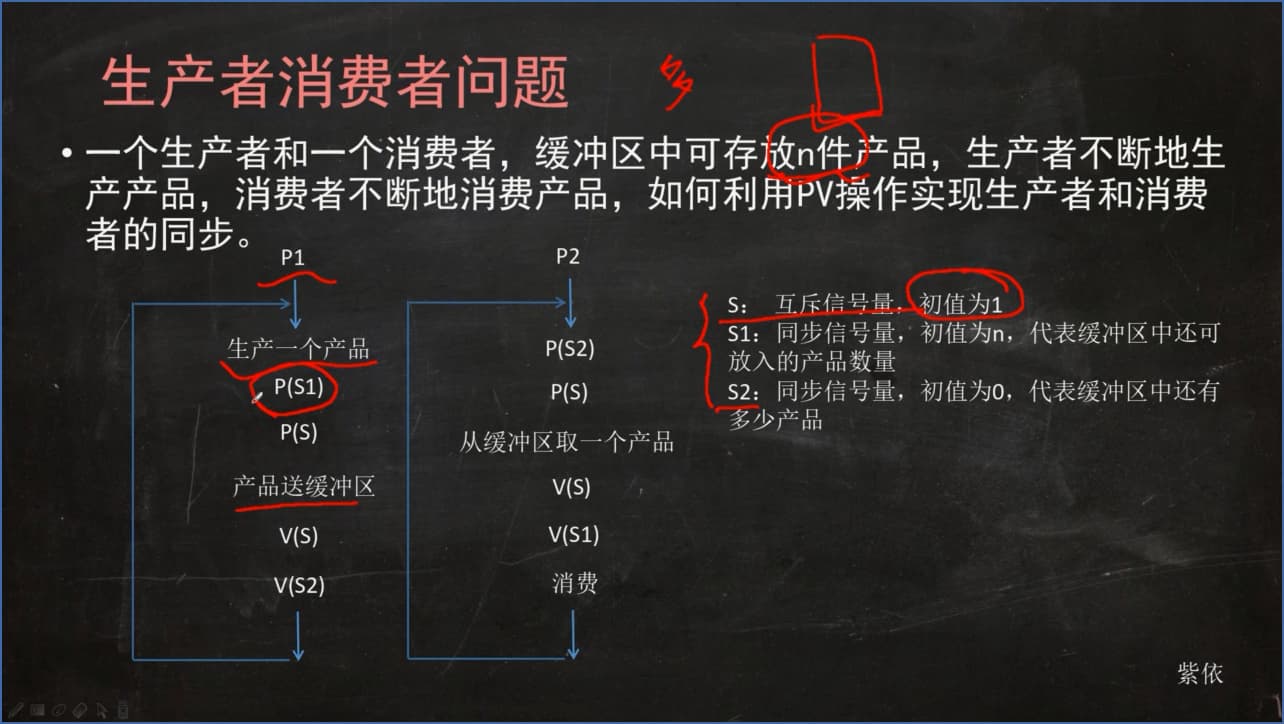 生产者消费者问题
• 一个生产者和一个消费者，缓冲区中可存放n件产品，生产者不断地生
产产品，消费者不断地消费产品，如何利用PV操作实现生产者和消费
者的同步。
P1
生产一个产品
P(S1)
P(S)
产品送缓冲区
V(S)
V(S2)
P2
P(S2)
P(S)
从缓冲区取一个产品
V(S)
V(S1)
消费
S： 互斥信号量，初值为1
S1：同步信号量，初值为n，代表缓冲区中还可
放入的产品数量
S2：同步信号量，初值为0，代表缓冲区中还有
多少产品
紫依